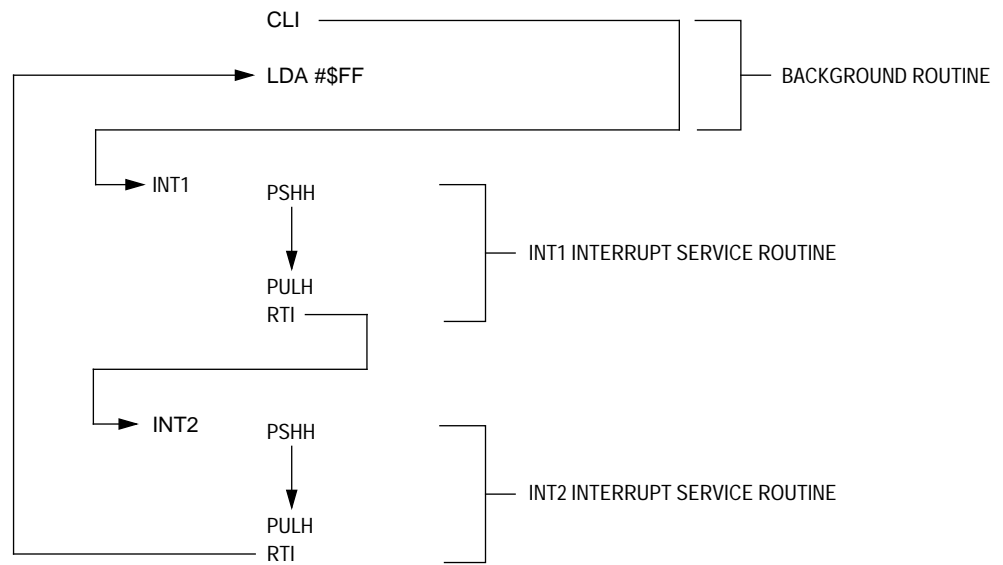 CLI
LDA #$FF
BACKGROUND ROUTINE
INT1
PSHH
INT1 INTERRUPT SERVICE ROUTINE
PULH
RTI
INT2
PSHH
INT2 INTERRUPT SERVICE ROUTINE
PULH
RTI